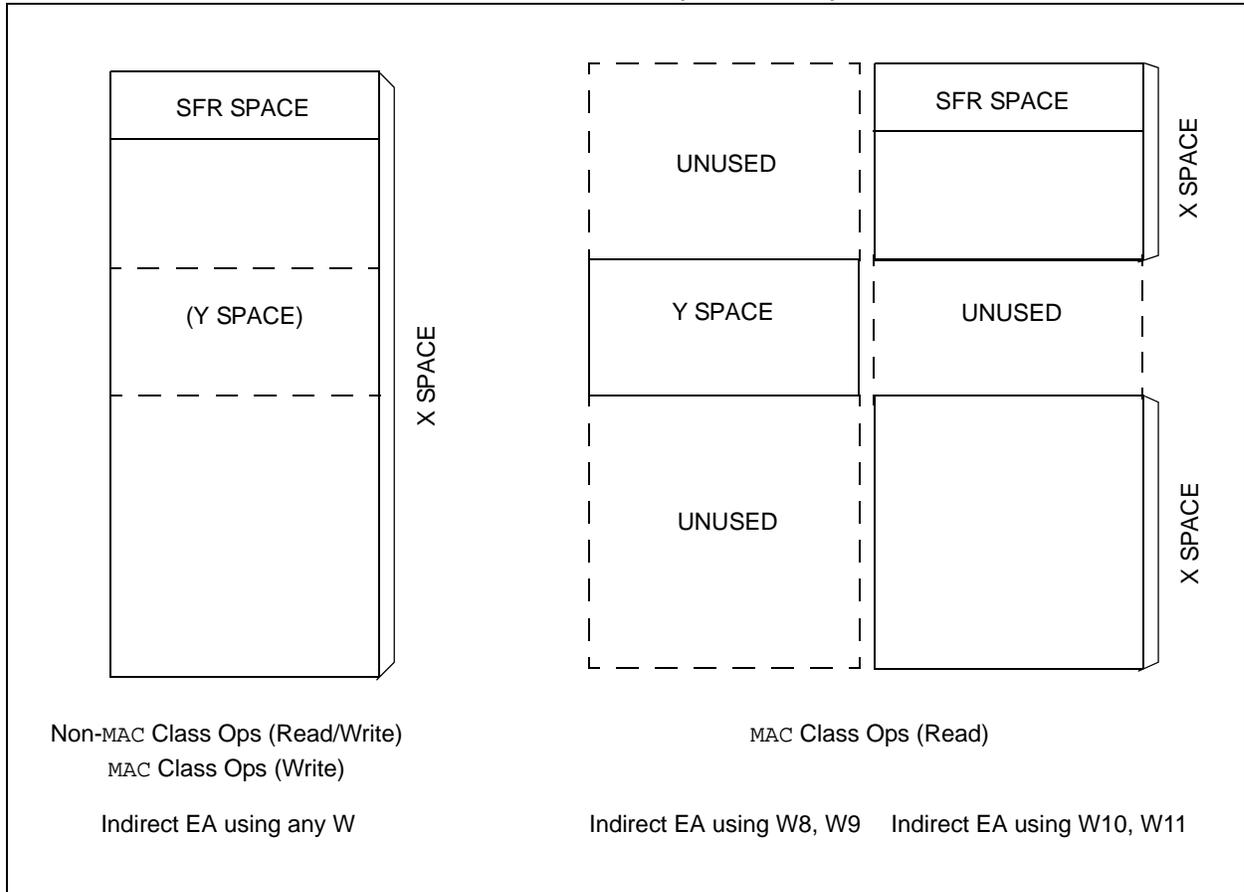 SFR SPACE
(Y SPACE)
X SPACE
Non-MAC Class Ops (Read/Write)
MAC Class Ops (Write)
Indirect EA using any W
UNUSED
Y SPACE
UNUSED
SFR SPACE
UNUSED
X SPACE
X SPACE
MAC Class Ops (Read)
Indirect EA using W8, W9
Indirect EA using W10, W11